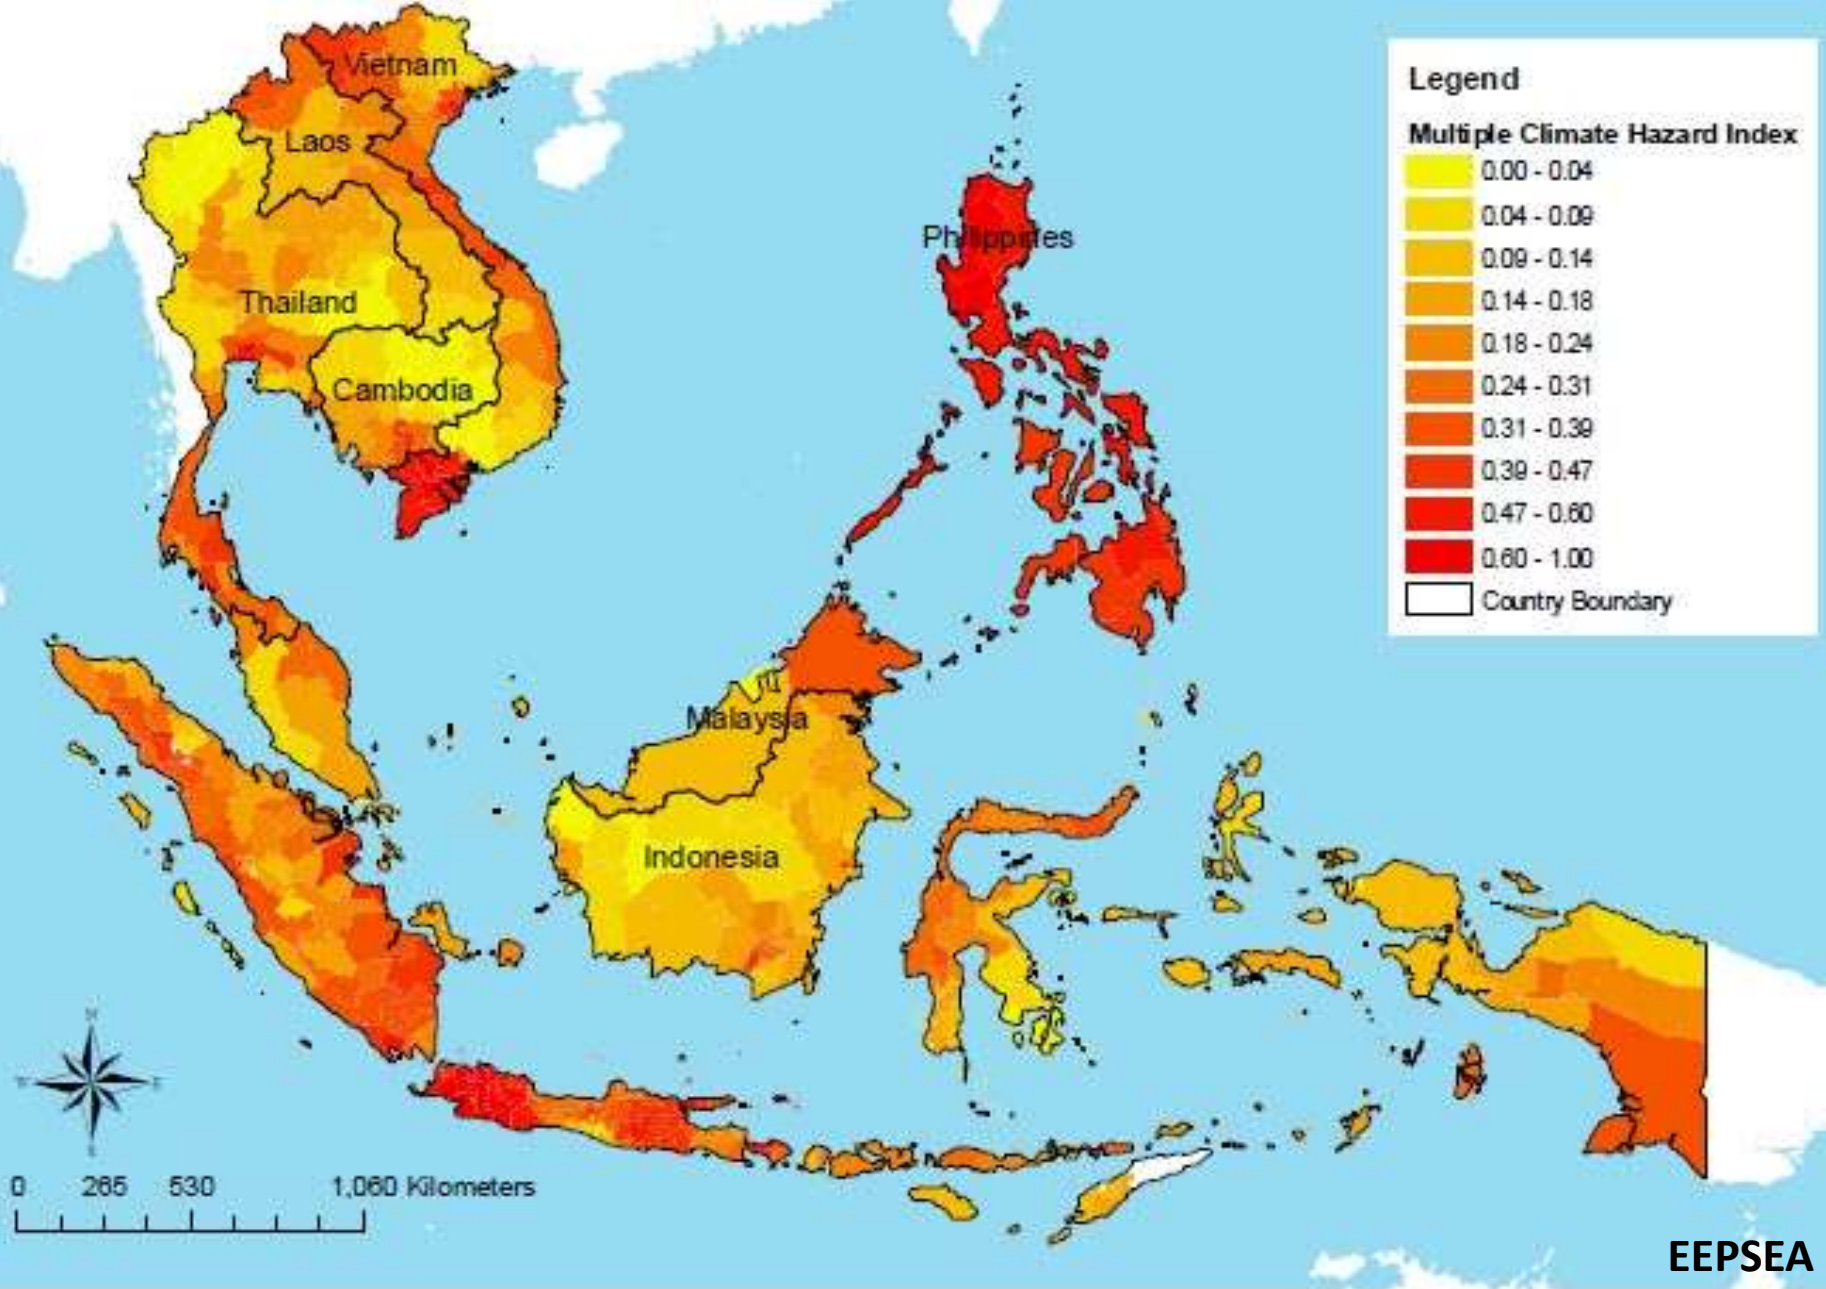 Vietnam
Laos
Thailand
Cambodia
Philippines
Malaysia
Indonesia
Legend
Multiple Climate Hazard Index
0.00 - 0.04
0.04 - 0.09
0.09 - 0.14
0.14 - 0.18
0.18 - 0.24
0.24 - 0.31
0.31 - 0.39
0.39 - 0.47
0.47 - 0.60
0.60 - 1.00
Country Boundary
N
E
0 265 530 1,060 Kilometers
EEPSEA